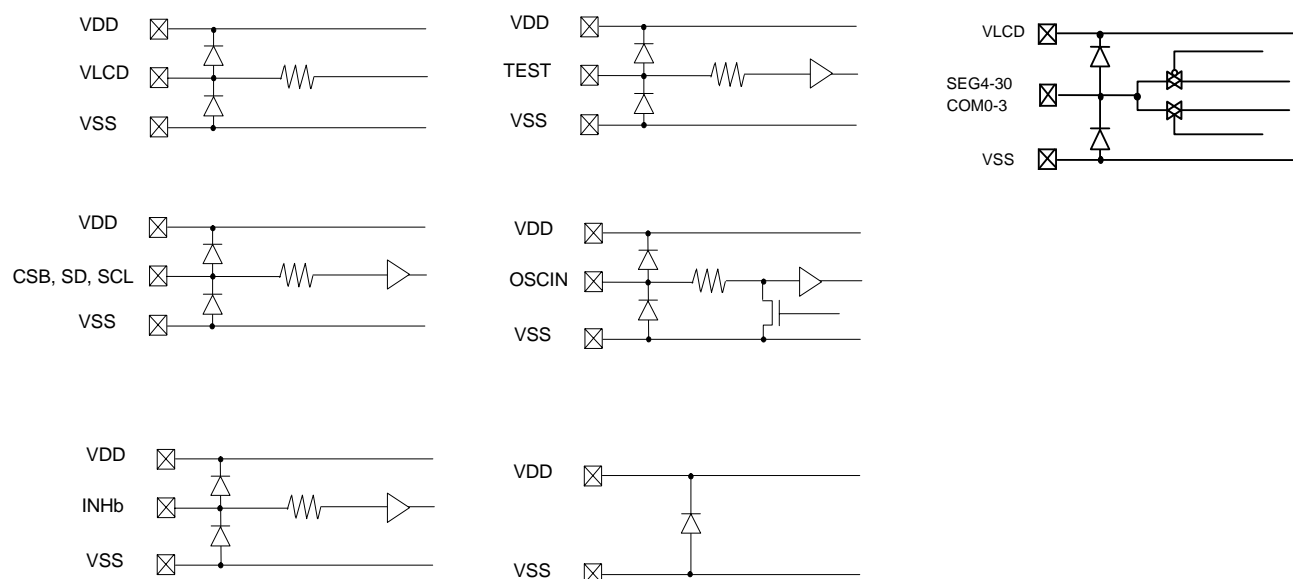 VDD
VLCD
VSS
VDD
TEST
VSS
VLCD
SEG4-30
COM0-3
VSS
VDD
CSB, SD, SCL
VSS
VDD
OSCIN
VSS
VDD
INHb
VSS
VDD
VSS